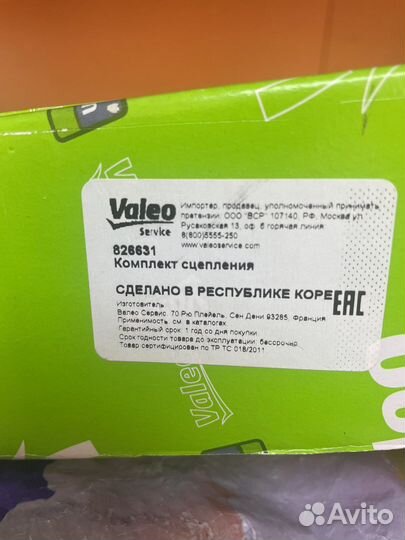 Valeo
Service
Импортер, продавец, уполномоченный принимать
претензии: ООО "ВСР" 107140, РФ, Москва ул.
Русаковская 13, оф. 6 горячая линия:
8(800)5555-250
www.valeoservice.com
826631
Комплект сцепления
СДЕЛАНО В РЕСПУБЛИКЕ КОРЕ
EAC
Изготовитель:
Валео Сервис. 70 Рю Плейель, Сен Дени 93285, Франция
Применимость: см. в каталогах
Гарантийный срок: 1 год со дня покупки
Срок годности товара до эксплуатации: бессрочно
Товар сертифицирован по ТР ТС 018/2011
Valeo
Avito